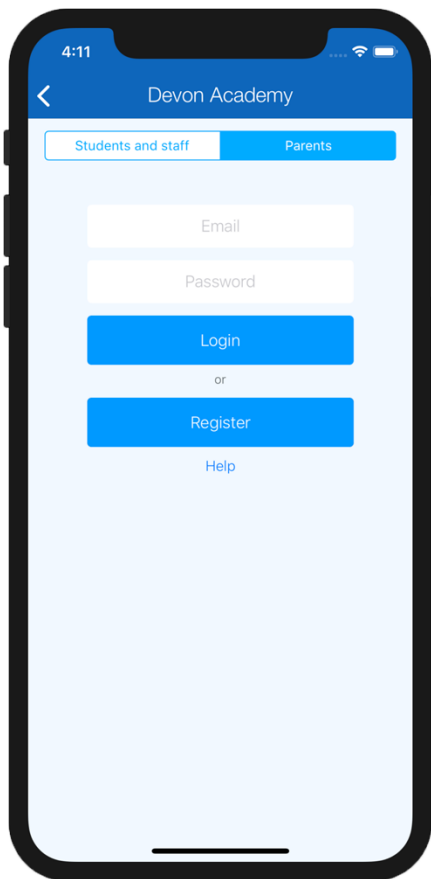 4:11
Devon Academy
Students and staff Parents
Email
Password
Login
or
Register
Help